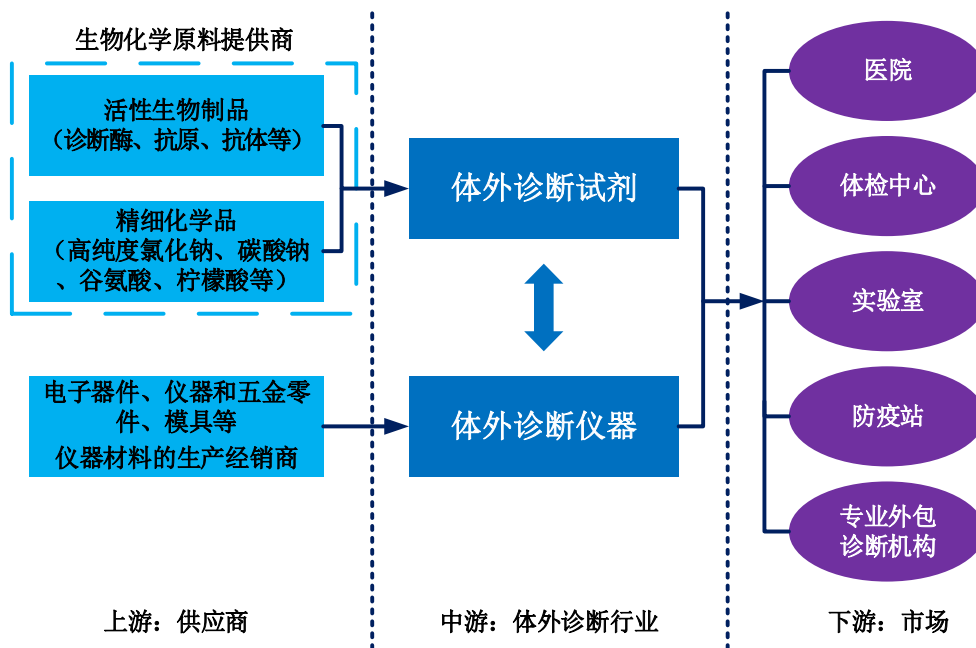 生物化学原料提供商
活性生物制品
（诊断酶、抗原、抗体等）
精细化学品
（高纯度氯化钠、碳酸钠
、谷氨酸、柠檬酸等）
电子器件、仪器和五金零
件、模具等
仪器材料的生产经销商
上游：供应商
体外诊断试剂
体外诊断仪器
中游：体外诊断行业
医院
体检中心
实验室
防疫站
专业外包
诊断机构
下游：市场